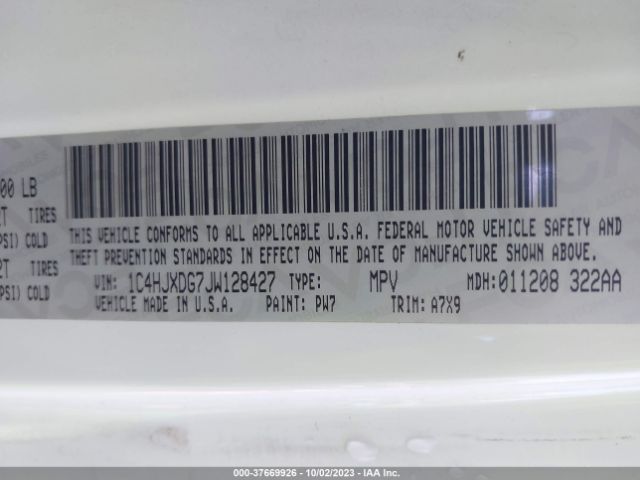 00 LB
TIRES
PSI) COLD
TIRES
PSI) COLD
THIS VEHICLE CONFORMS TO ALL APPLICABLE U.S.A. FEDERAL MOTOR VEHICLE SAFETY AND
THEFT PREVENTION STANDARDS IN EFFECT ON THE DATE OF MANUFACTURE SHOWN ABOVE.
VIN: 1C4HJXDG7JW128427 TYPE: MPV MDH:011208 322AA
VEHICLE MADE IN U.S.A. PAINT: PW7 TRIM: A7X9
000-37669926 - 10/02/2023 - IAA Inc.